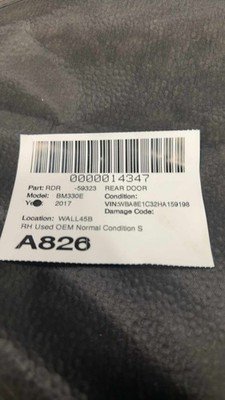 0000014347
Part: RDR -59323 REAR DOOR
Model: BM330E Condition:
2017 VIN:WBA8E1C32HA159198
Damage Code:
Location: WALL45B
RH Used OEM Normal Condition S
A826